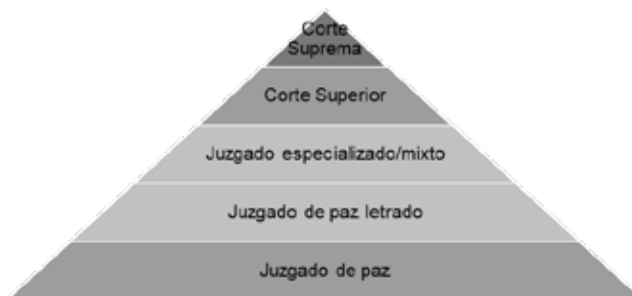 Corte
Suprema
Corte Superior
Juzgado especializado/mixto
Juzgado de paz letrado
Juzgado de paz